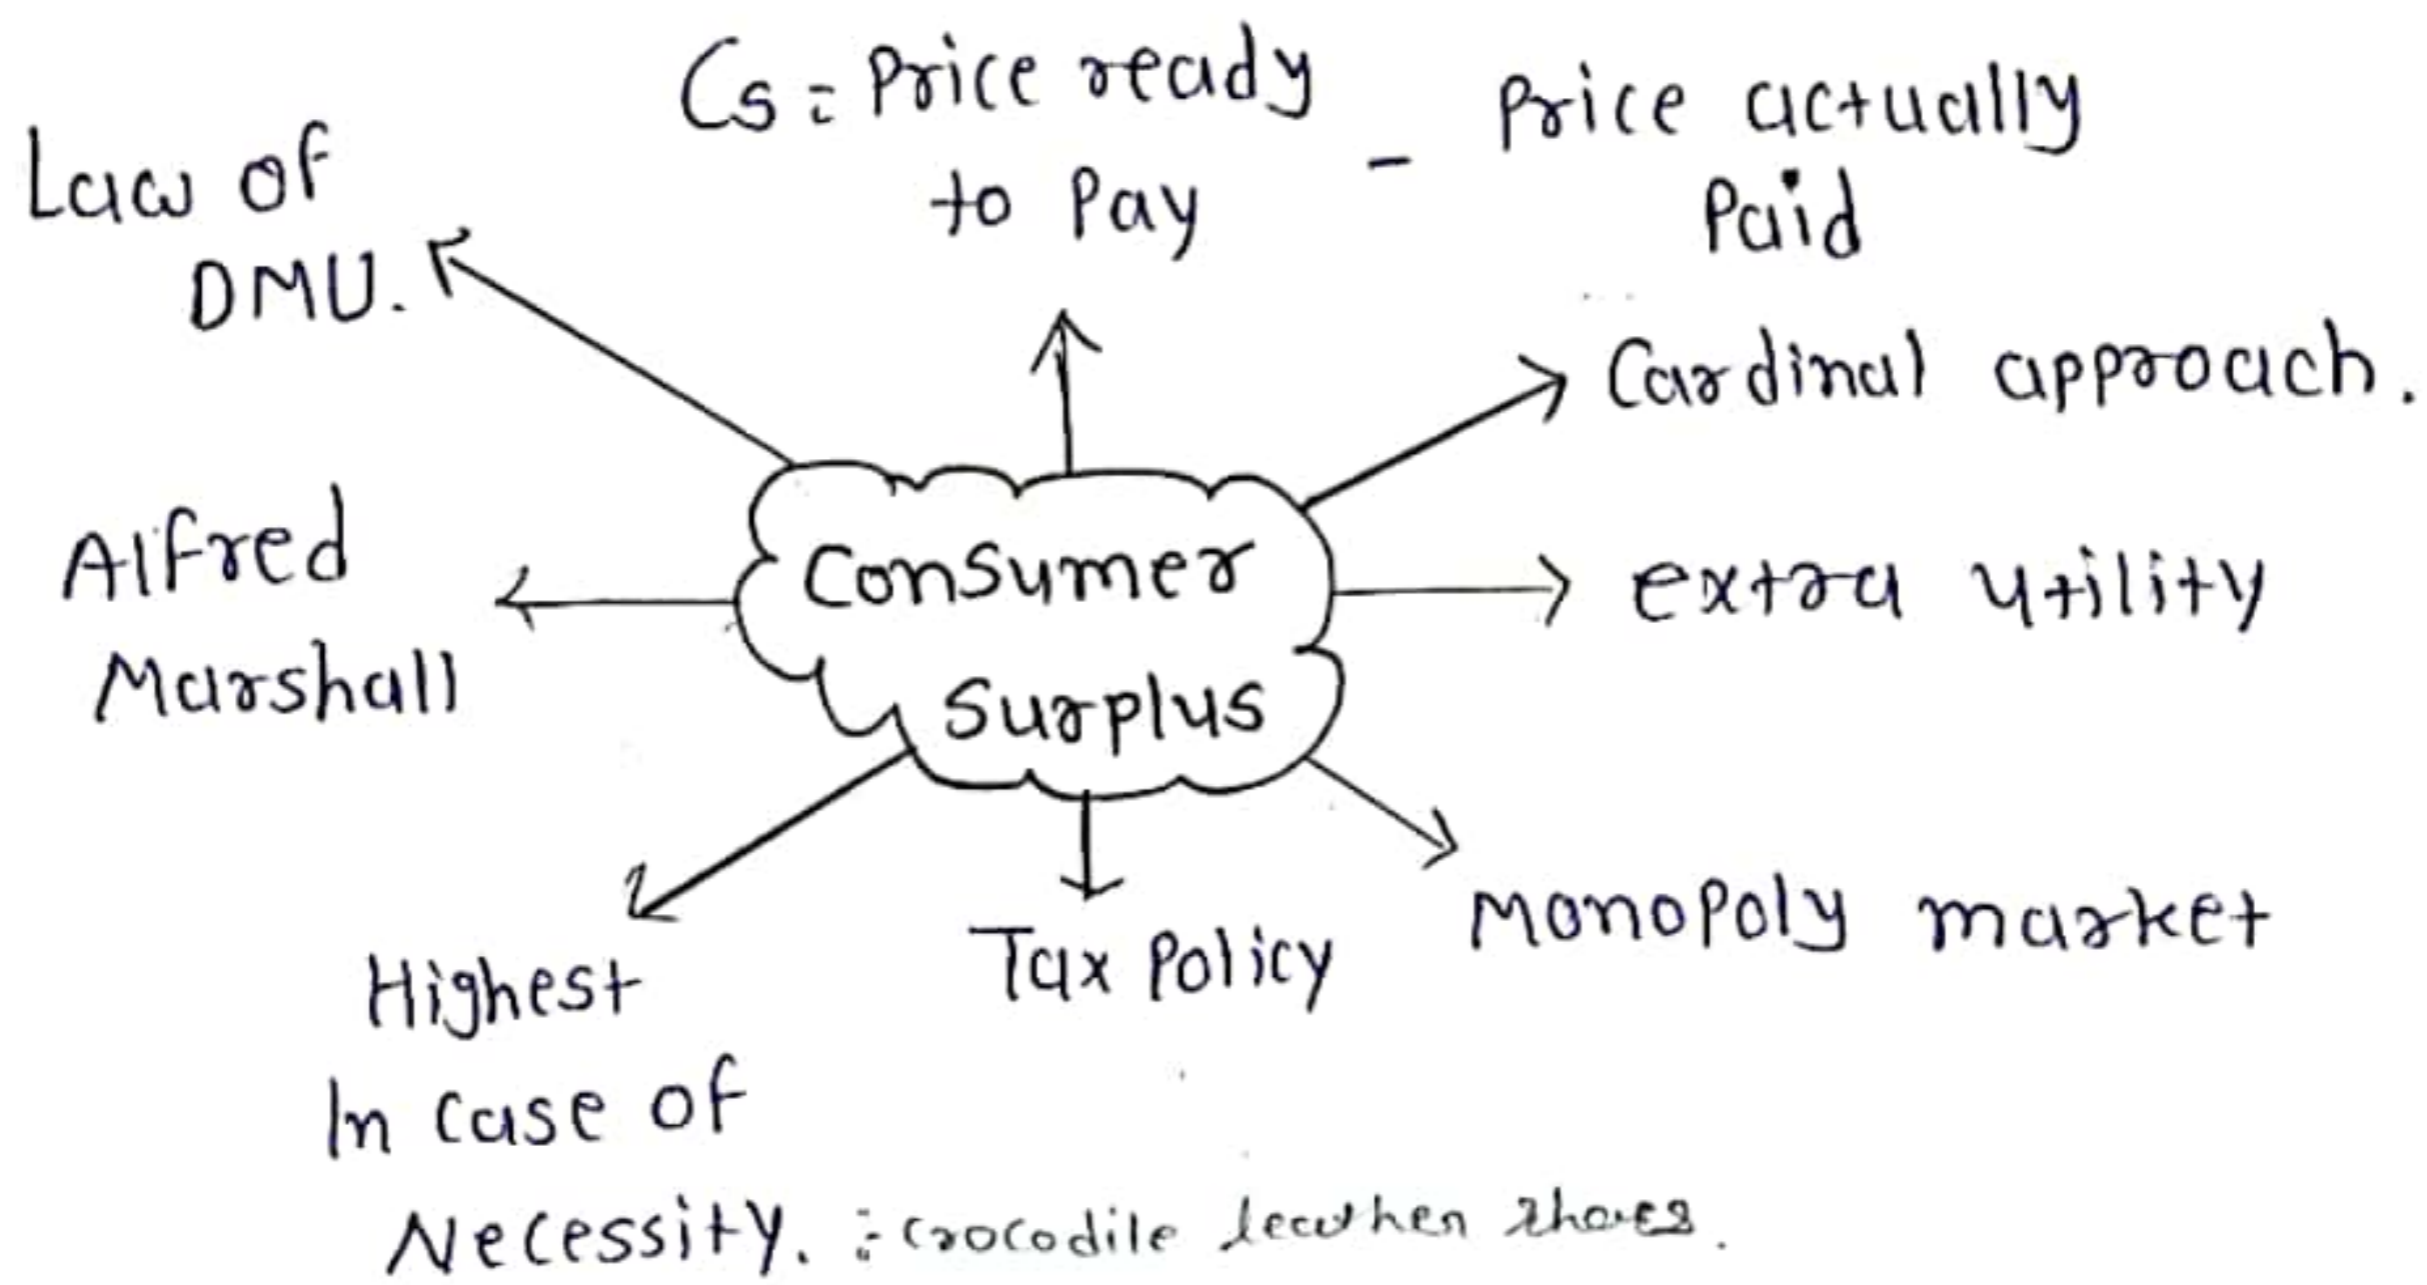 Cs = Price ready
to Pay
- Price actually
Paid
Law of
DMU.
Cardinal approach.
Alfred
Marshall
Consumer
Surplus
extra utility
Highest
In case of
Necessity. :- crocodile leather shoes.
Tax Policy
Monopoly market